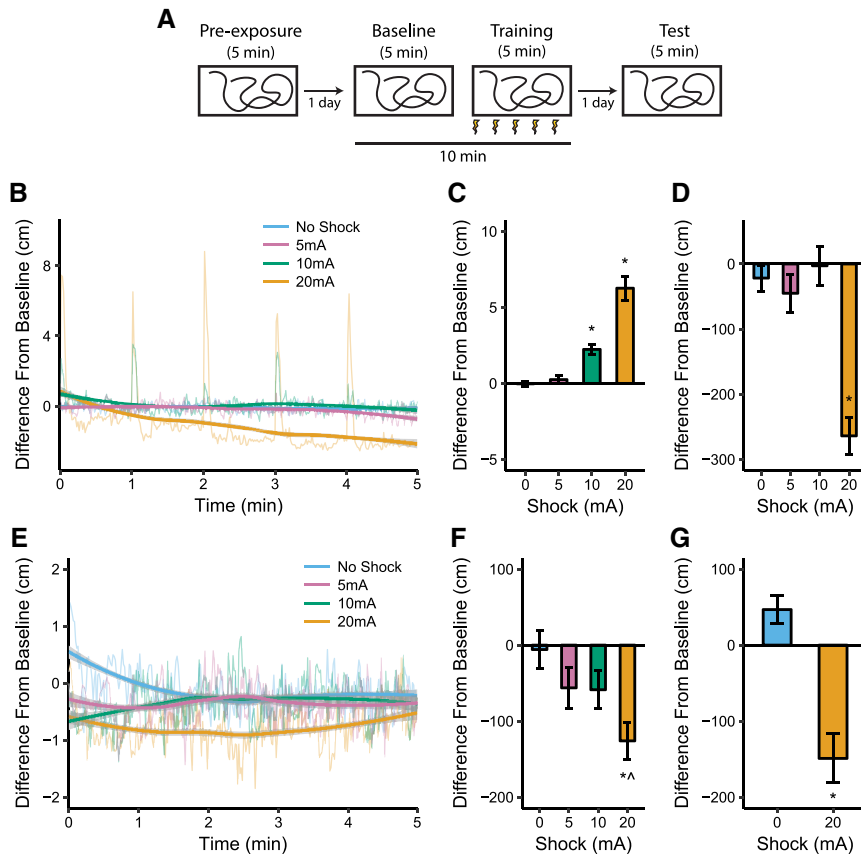 A
Pre-exposure
(5 min)
1 day
Baseline
(5 min)
Training
(5 min)
1 day
Test
(5 min)
10 min
B
Difference From Baseline (cm)
8
4
0
No Shock
5mA
10mA
20mA
0 1 2 3 4 5
Time (min)
C
Difference From Baseline (cm)
10
5
0
−5
*
*
0 5 10 20
Shock (mA)
D
Difference From Baseline (cm)
0
−100
−200
−300
*
0 5 10 20
Shock (mA)
E
Difference From Baseline (cm)
2
1
0
−1
−2
No Shock
5mA
10mA
20mA
0 1 2 3 4 5
Time (min)
F
Difference From Baseline (cm)
100
0
−100
−200
*^
0 5 10 20
Shock (mA)
G
Difference From Baseline (cm)
100
0
−100
−200
*
0 20
Shock (mA)